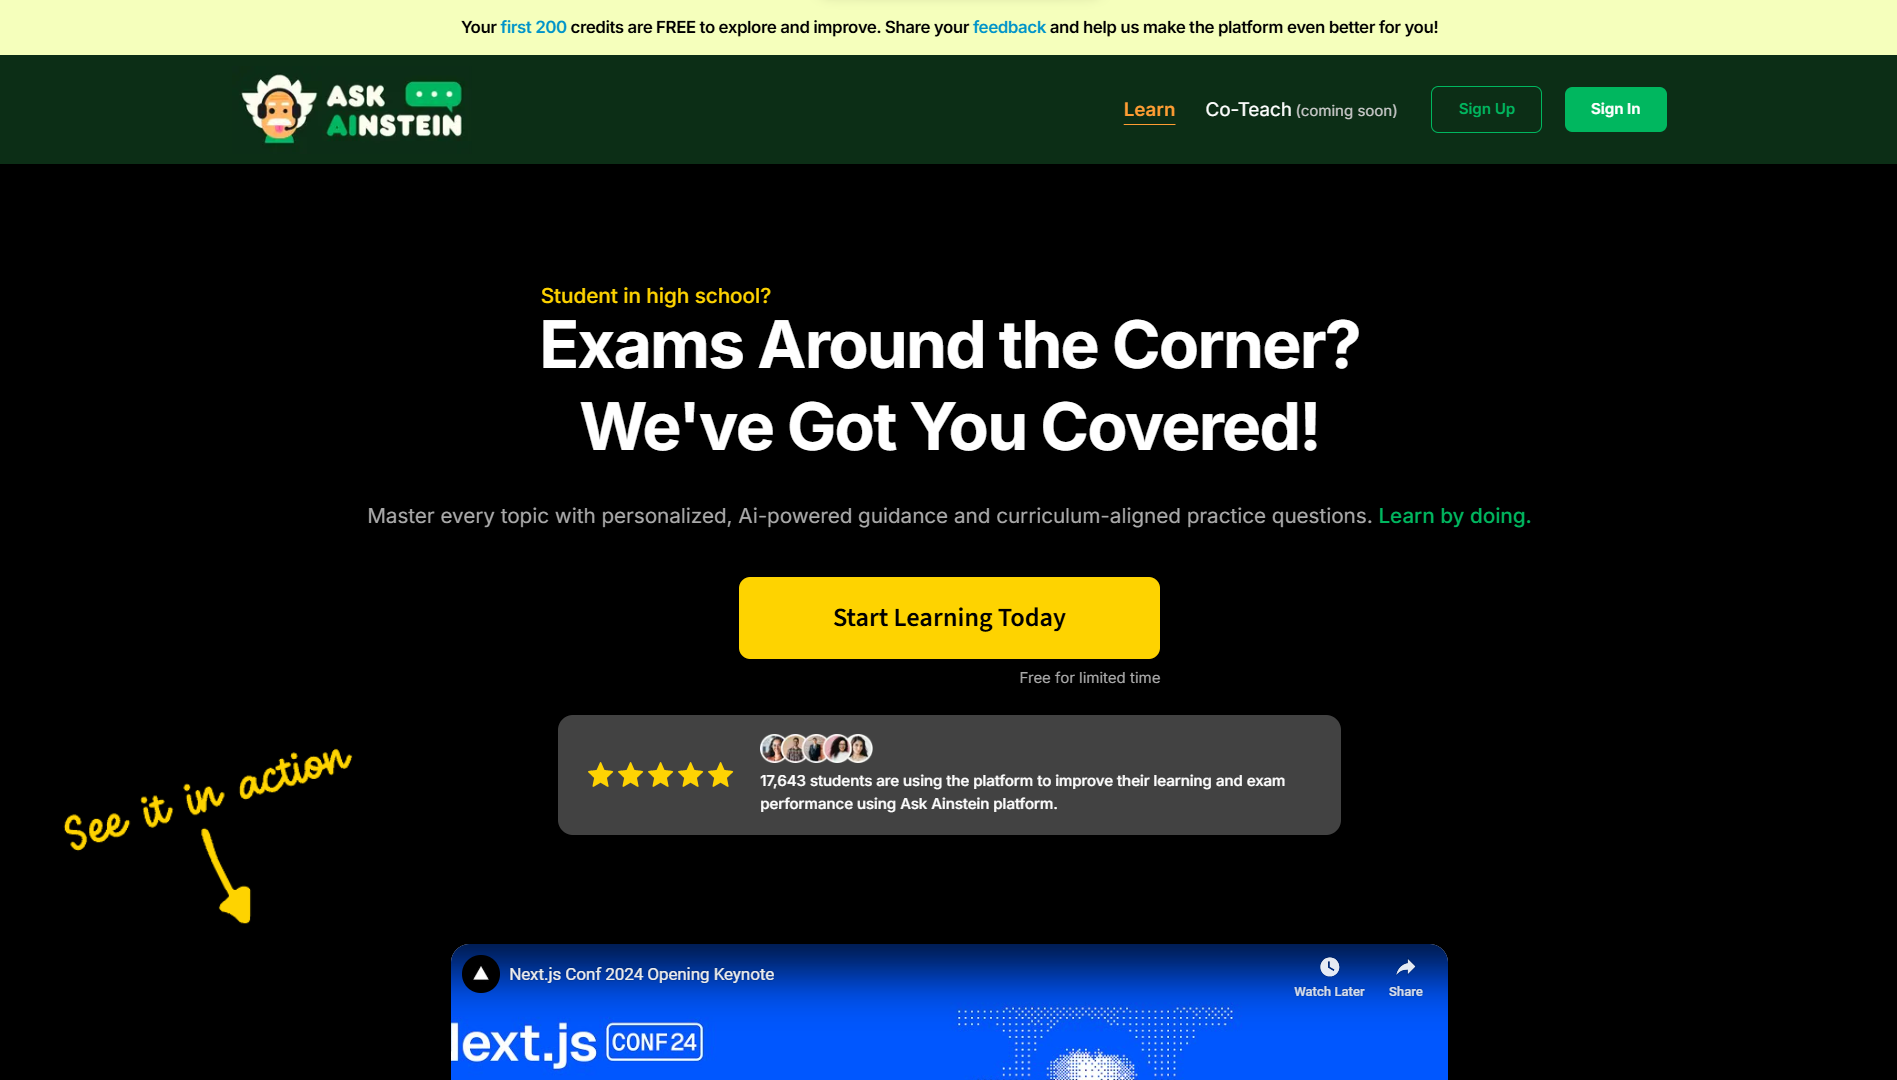 Your first 200 credits are FREE to explore and improve. Share your feedback and help us make the platform even better for you!
ASK
AINSTEIN
Learn
Co-Teach (coming soon)
Sign Up
Sign In
Student in high school?
Exams Around the Corner?
We've Got You Covered!
Master every topic with personalized, Ai-powered guidance and curriculum-aligned practice questions. Learn by doing.
Start Learning Today
Free for limited time
17,643 students are using the platform to improve their learning and exam
performance using Ask Ainstein platform.
See it in action
Next.js Conf 2024 Opening Keynote
Watch Later
Share
Next.js CONF24